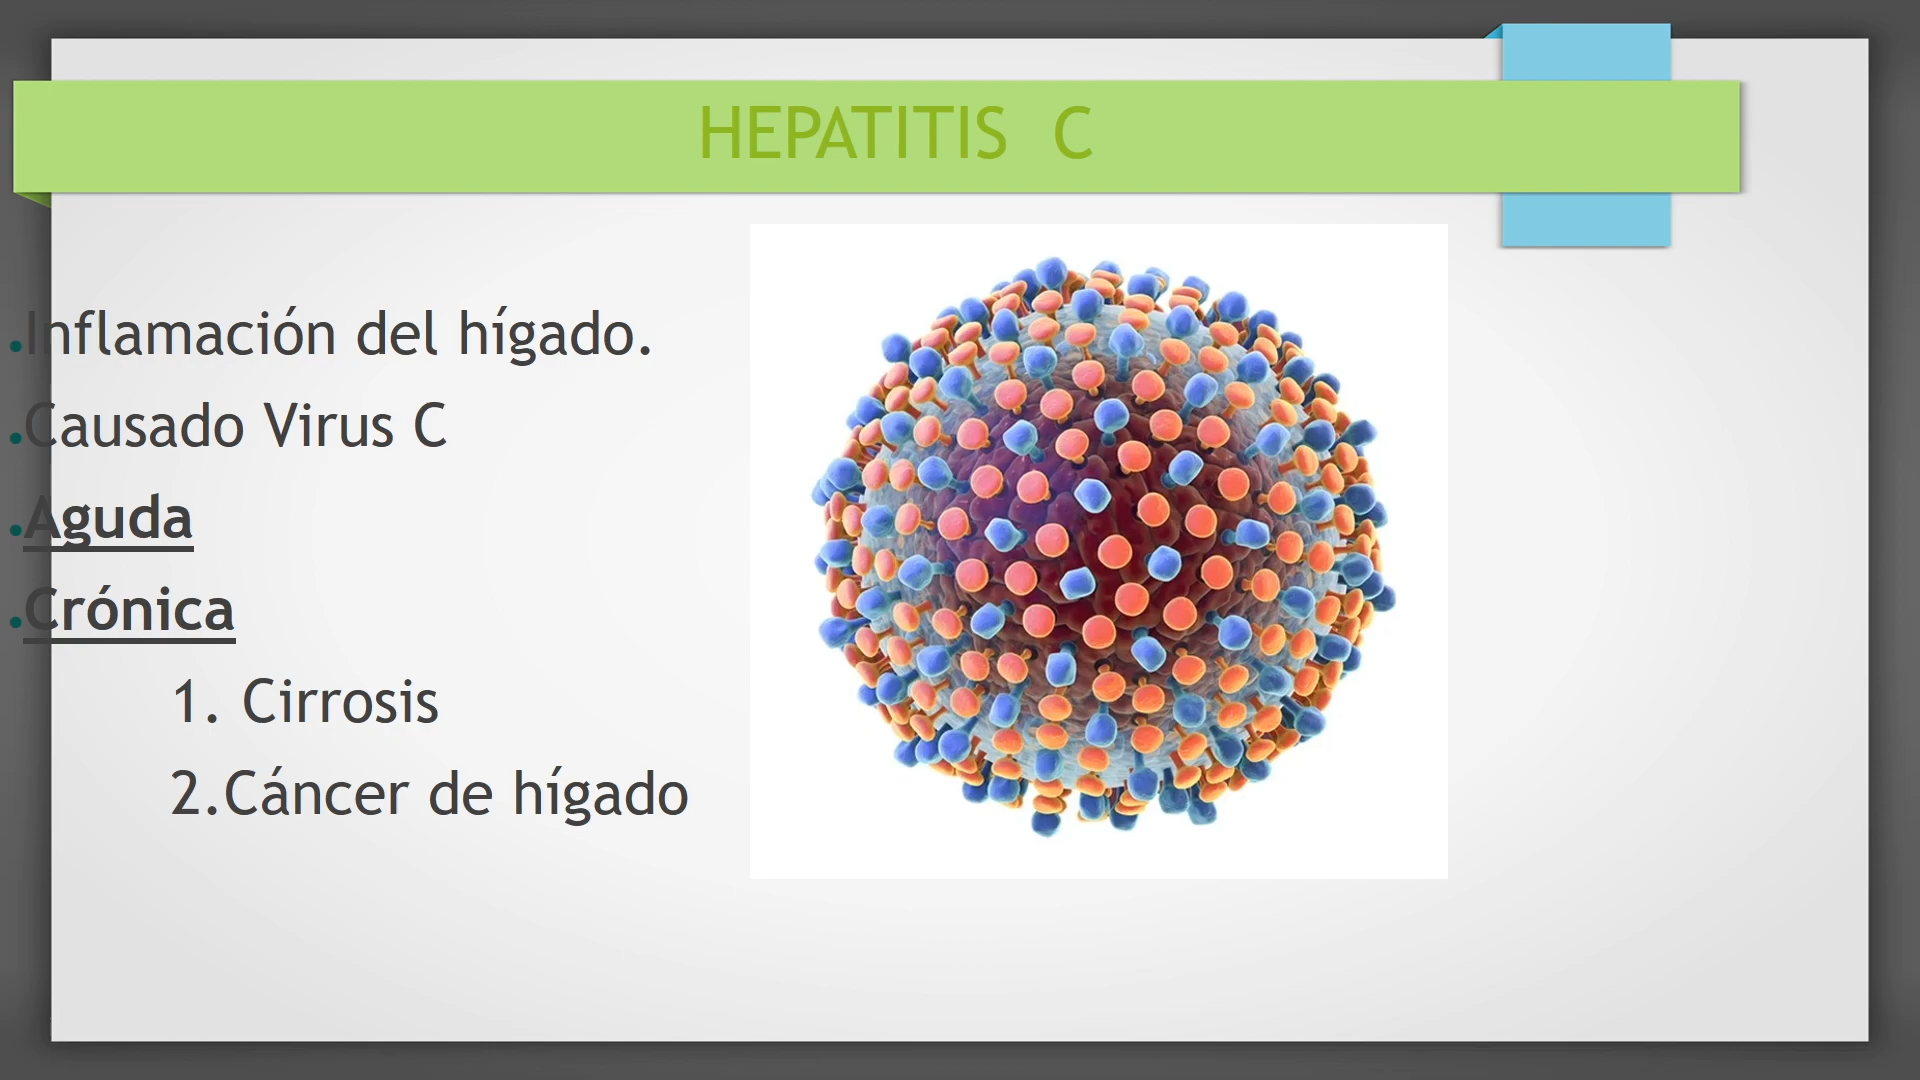 HEPATITIS C
.Inflamación del hígado.
.Causado Virus C
.Aguda
.Crónica
1. Cirrosis
2.Cáncer de hígado